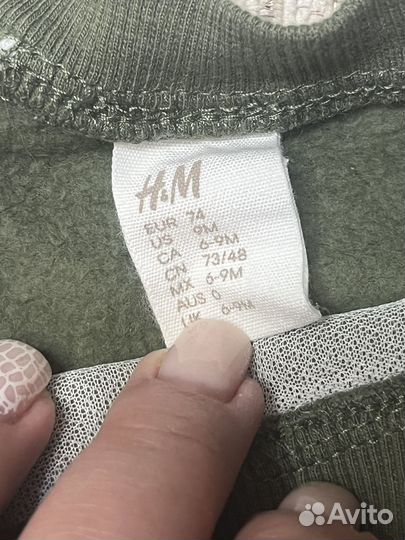 H&M
EUR 74
US 9M
CA 6-9M
CN 73/48
MX 6-9M
AUS 0
UK 6-9M
Avito